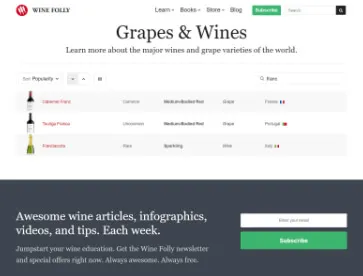 WINE FOLLY
Learn Books Store Blog Subscribe Search
Grapes & Wines
Learn more about the major wines and grape varieties of the world.
Sort Popularity franc
Cabernet Franc Common Medium-Bodied Red Grape France
Touriga Franca Uncommon Medium-Bodied Red Grape Portugal
Franciacorta Rare Sparkling Wine Italy
Awesome wine articles, infographics,
videos, and tips. Each week.
Enter your email
Jumpstart your wine education. Get the Wine Folly newsletter
and special offers right now. Always awesome. Always free.
Subscribe